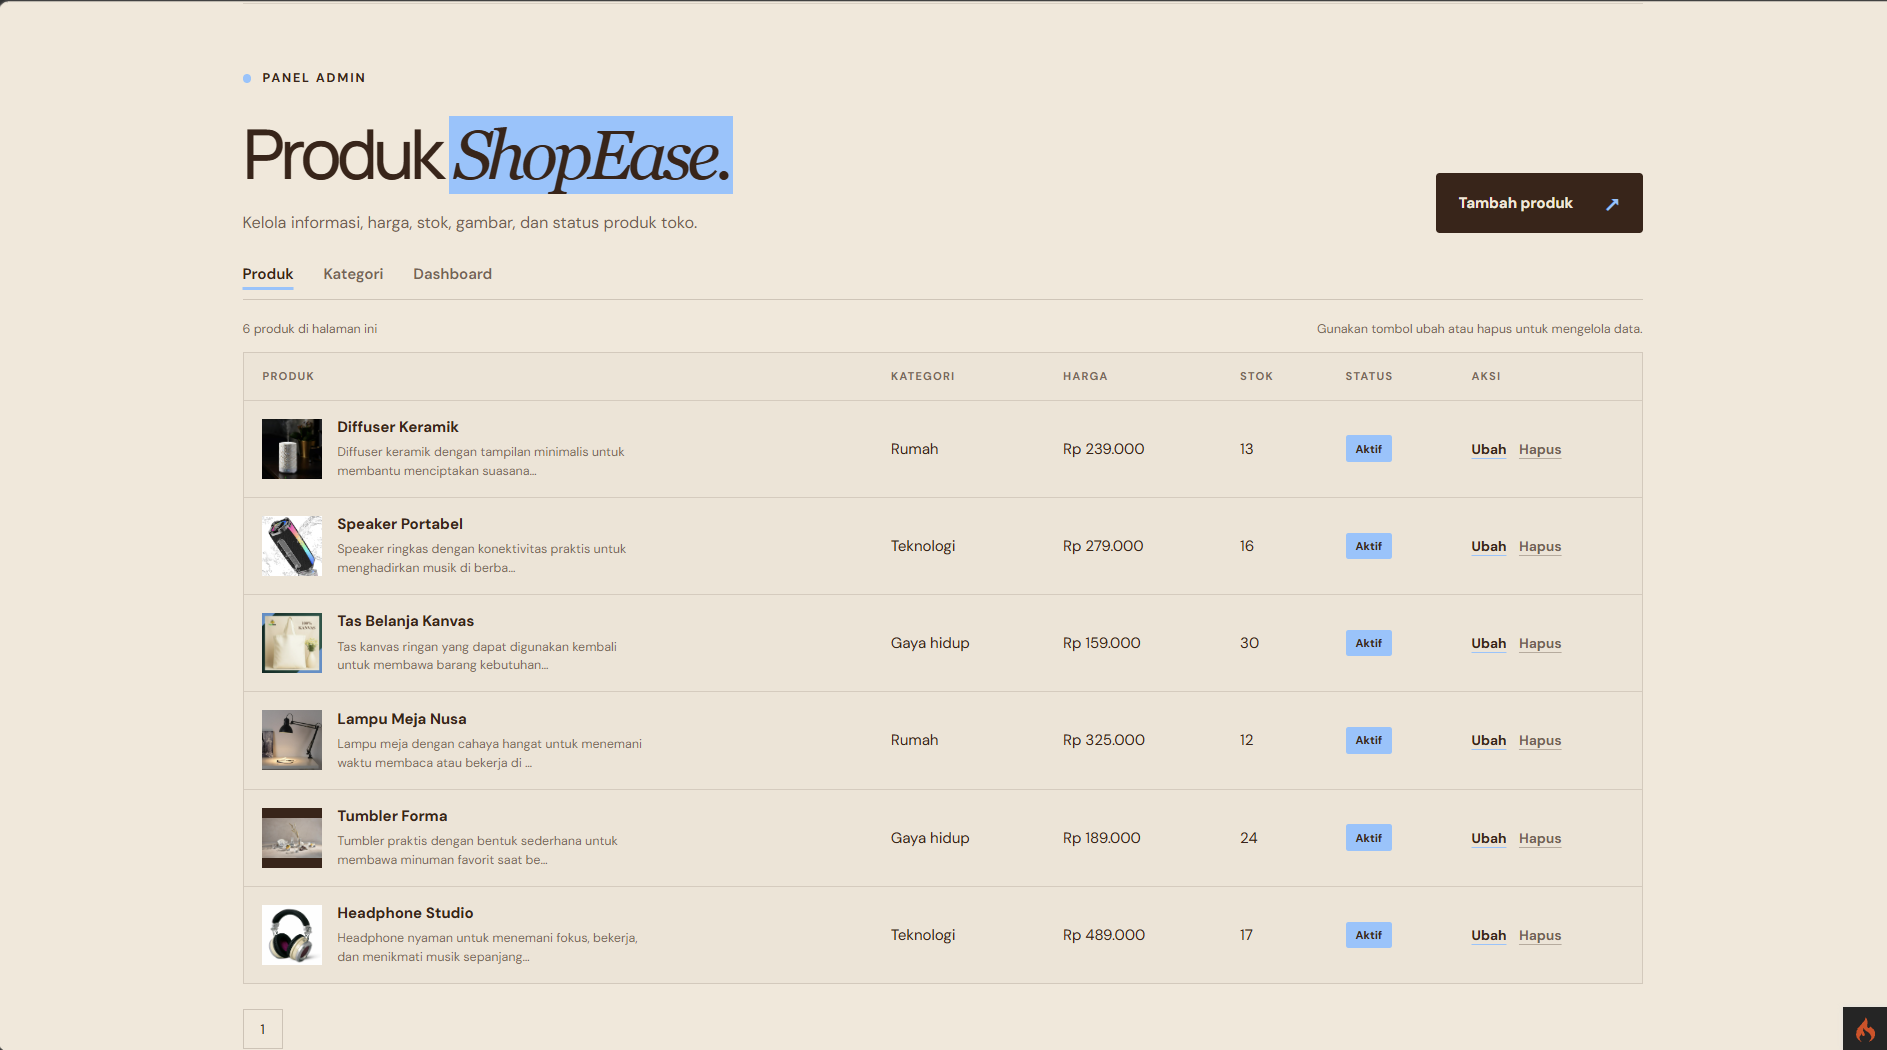 PANEL ADMIN
Produk ShopEase.
Kelola informasi, harga, stok, gambar, dan status produk toko.
Tambah produk ↗
Produk Kategori Dashboard
6 produk di halaman ini
Gunakan tombol ubah atau hapus untuk mengelola data.
PRODUK KATEGORI HARGA STOK STATUS AKSI
Diffuser Keramik
Diffuser keramik dengan tampilan minimalis untuk
membantu menciptakan suasana...
Rumah Rp 239.000 13 Aktif Ubah Hapus
Speaker Portabel
Speaker ringkas dengan konektivitas praktis untuk
menghadirkan musik di berba...
Teknologi Rp 279.000 16 Aktif Ubah Hapus
Tas Belanja Kanvas
Tas kanvas ringan yang dapat digunakan kembali
untuk membawa barang kebutuhan...
Gaya hidup Rp 159.000 30 Aktif Ubah Hapus
Lampu Meja Nusa
Lampu meja dengan cahaya hangat untuk menemani
waktu membaca atau bekerja di ...
Rumah Rp 325.000 12 Aktif Ubah Hapus
Tumbler Forma
Tumbler praktis dengan bentuk sederhana untuk
membawa minuman favorit saat be...
Gaya hidup Rp 189.000 24 Aktif Ubah Hapus
Headphone Studio
Headphone nyaman untuk menemani fokus, bekerja,
dan menikmati musik sepanjang...
Teknologi Rp 489.000 17 Aktif Ubah Hapus
1